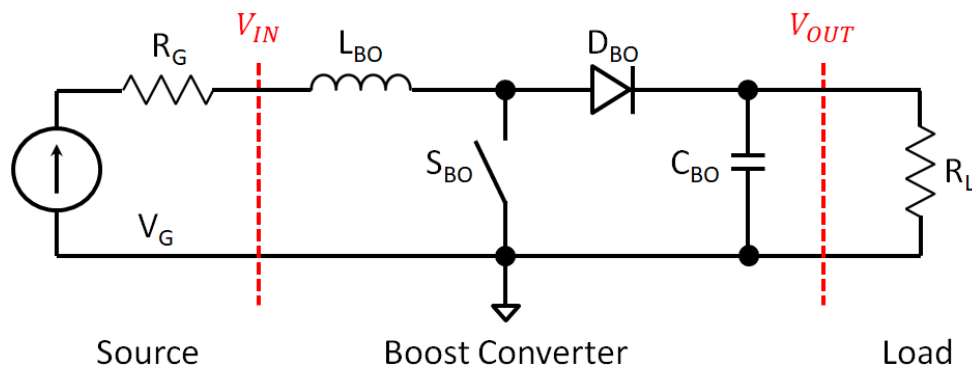 V_IN
V_OUT
R_G
L_BO
D_BO
S_BO
C_BO
R_L
V_G
Source
Boost Converter
Load